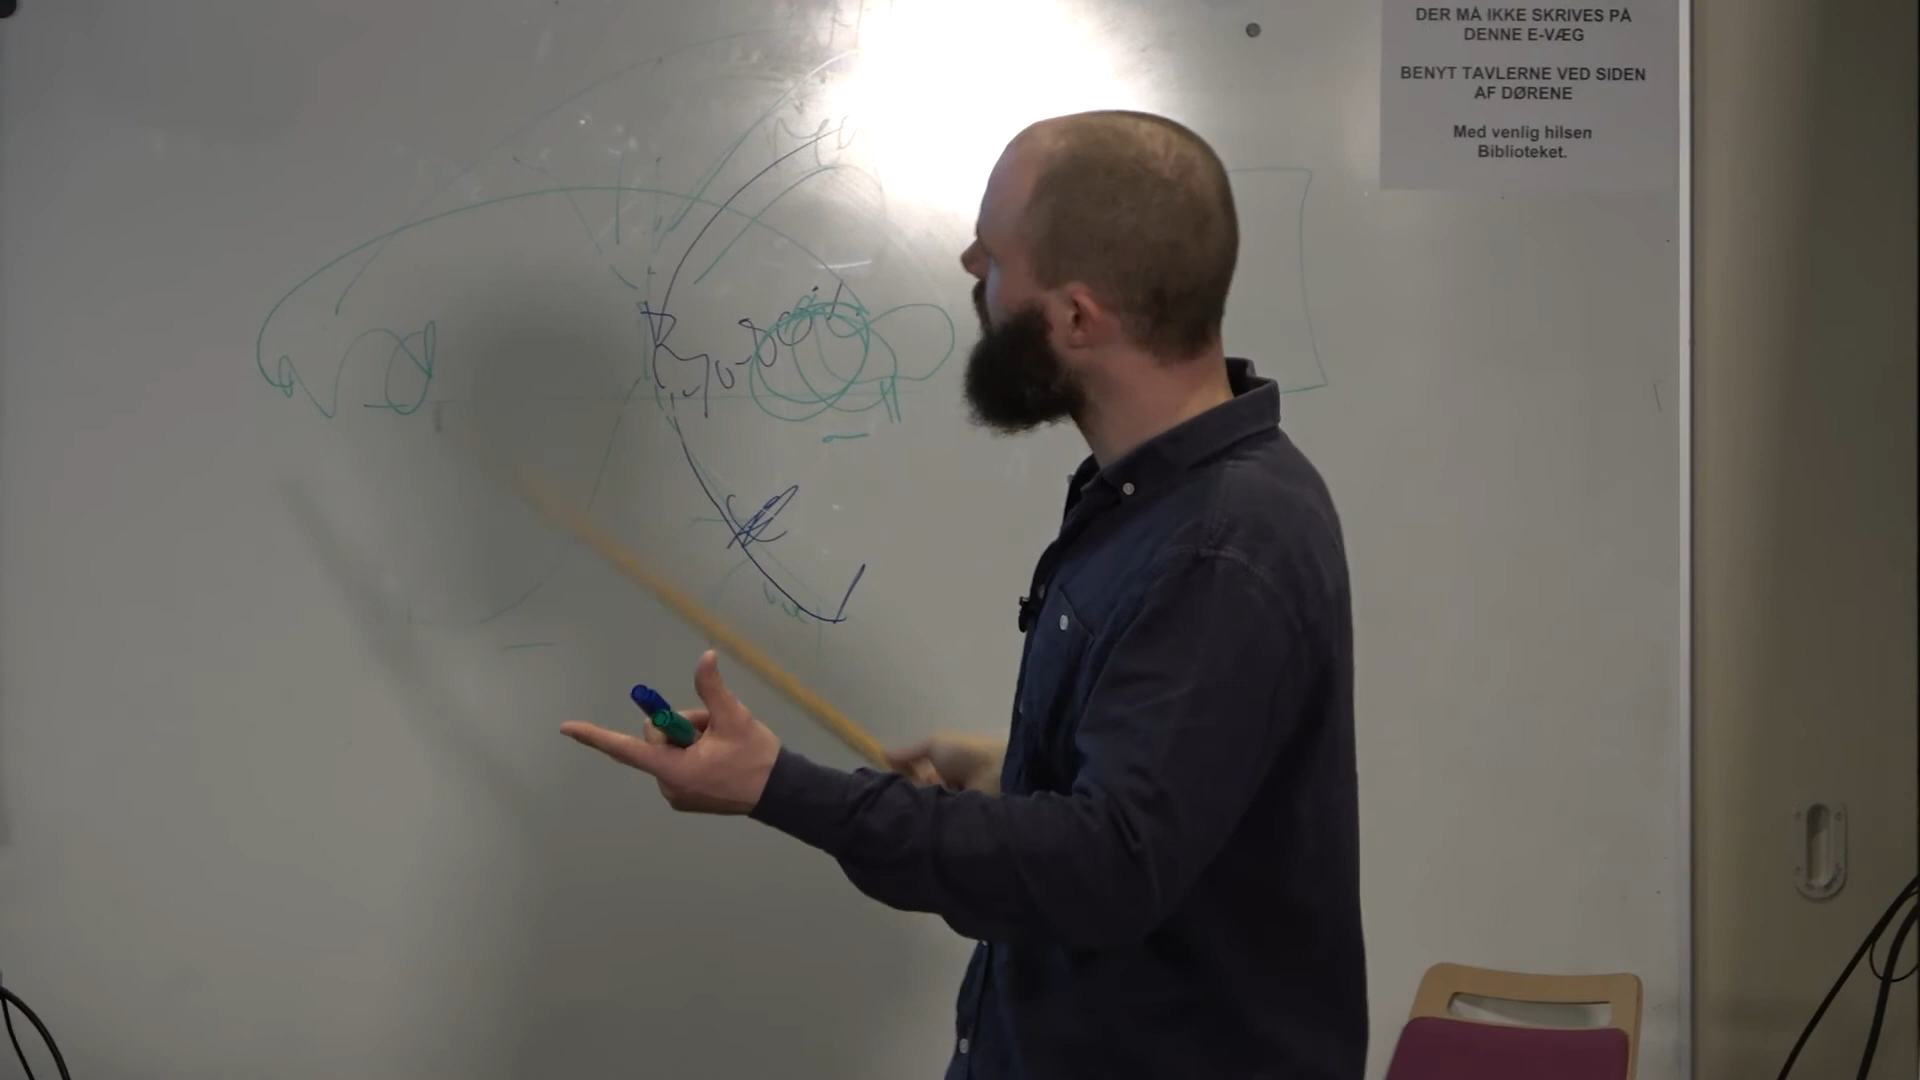 DER MÅ IKKE SKRIVES PÅ
DENNE E-VÆG
BENYT TAVLERNE VED SIDEN
AF DØRENE
Med venlig hilsen
Biblioteket.